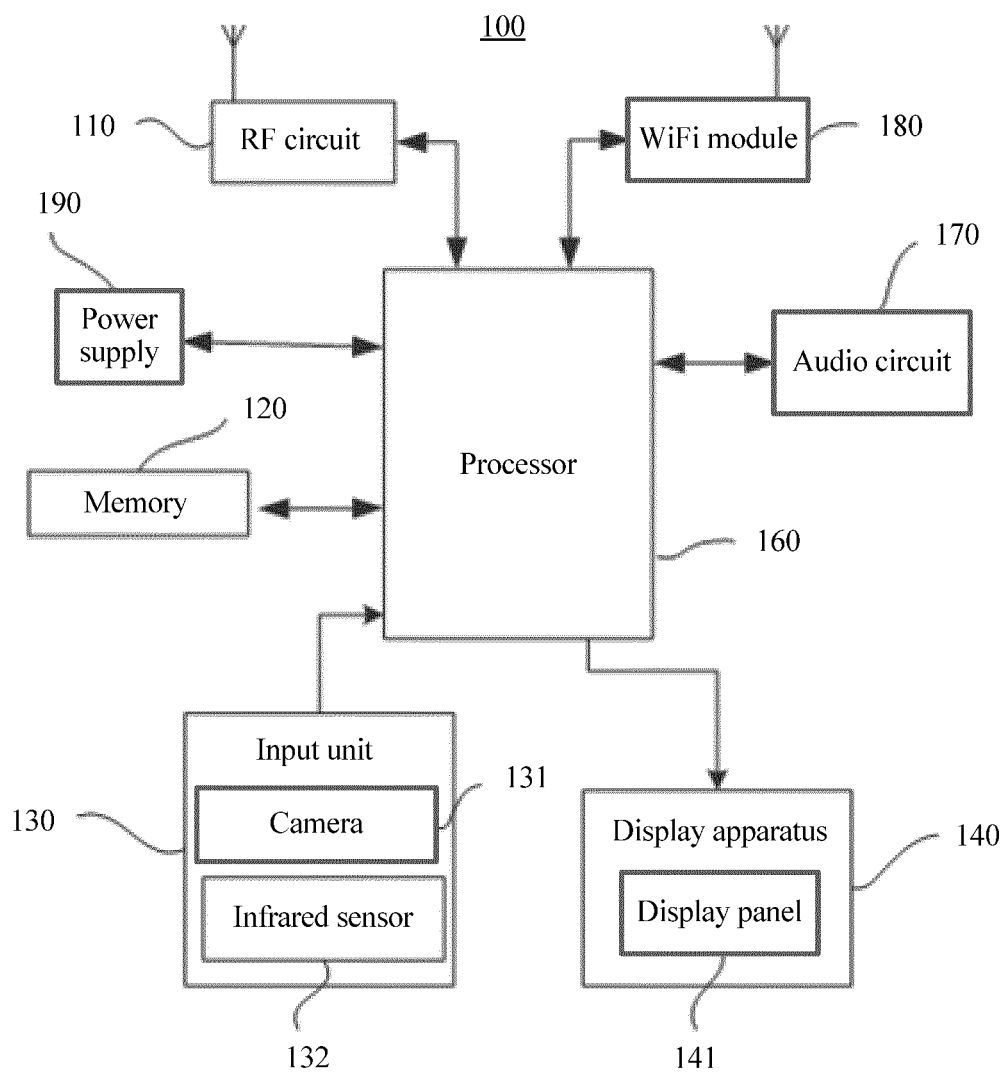 100
110
RF circuit
WiFi module
180
190
170
Power
supply
Audio circuit
120
Memory
Processor
160
Input unit
131
130
Camera
Display apparatus
140
Infrared sensor
Display panel
132
141